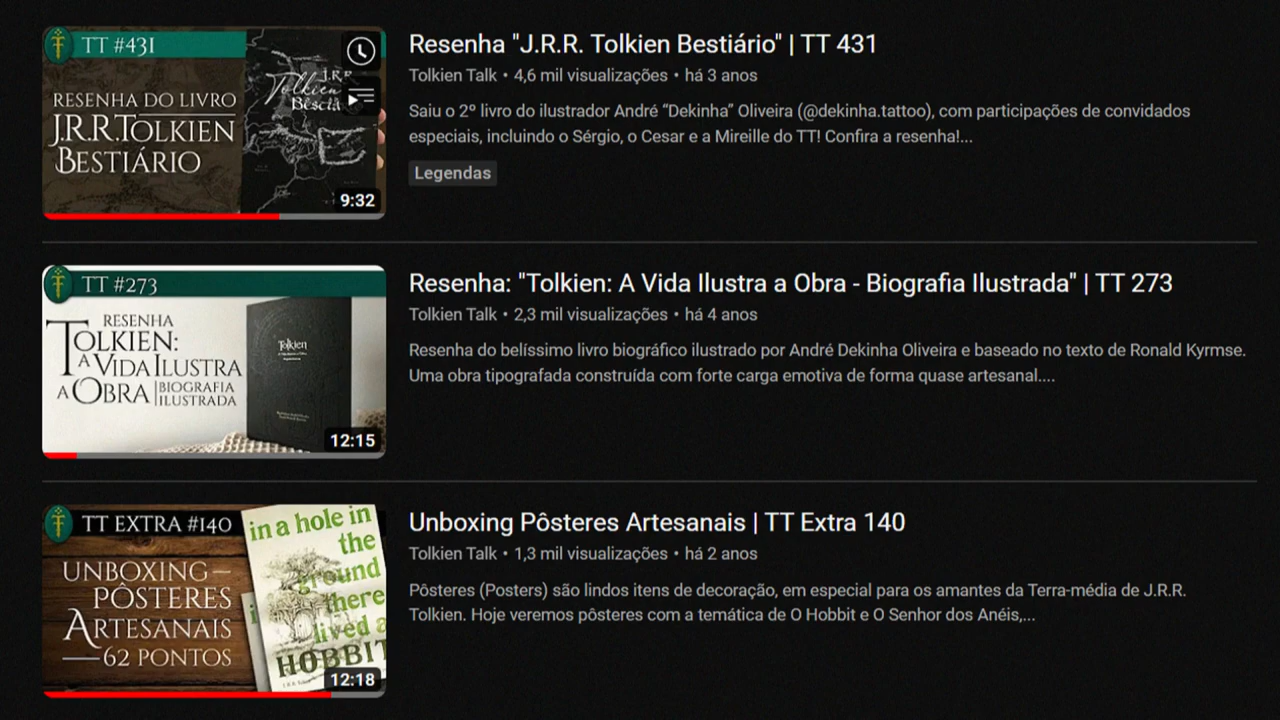 TT #431
RESENHA DO LIVRO
J.R.R.TOLKIEN
BESTIÁRIO
J.R.R
Tolkien
9:32
Resenha "J.R.R. Tolkien Bestiário" | TT 431
Tolkien Talk • 4,6 mil visualizações • há 3 anos
Saiu o 2º livro do ilustrador André “Dekinha” Oliveira (@dekinha.tattoo), com participações de convidados
especiais, incluindo o Sérgio, o Cesar e a Mireille do TT! Confira a resenha!...
Legendas
TT #273
RESENHA
TOLKIEN:
A VIDA ILUSTRA
A OBRA | BIOGRAFIA
ILUSTRADA
Tolkien
12:15
Resenha: "Tolkien: A Vida Ilustra a Obra - Biografia Ilustrada" | TT 273
Tolkien Talk • 2,3 mil visualizações • há 4 anos
Resenha do belíssimo livro biográfico ilustrado por André Dekinha Oliveira e baseado no texto de Ronald Kyrmse.
Uma obra tipografada construída com forte carga emotiva de forma quase artesanal....
TT EXTRA #140
UNBOXING
PÔSTERES
ARTESANAIS
62 PONTOS
in a hole in
the
ground
there
lived a
HOBBIT
12:18
Unboxing Pôsteres Artesanais | TT Extra 140
Tolkien Talk • 1,3 mil visualizações • há 2 anos
Pôsteres (Posters) são lindos itens de decoração, em especial para os amantes da Terra-média de J.R.R.
Tolkien. Hoje veremos pôsteres com a temática de O Hobbit e O Senhor dos Anéis,...